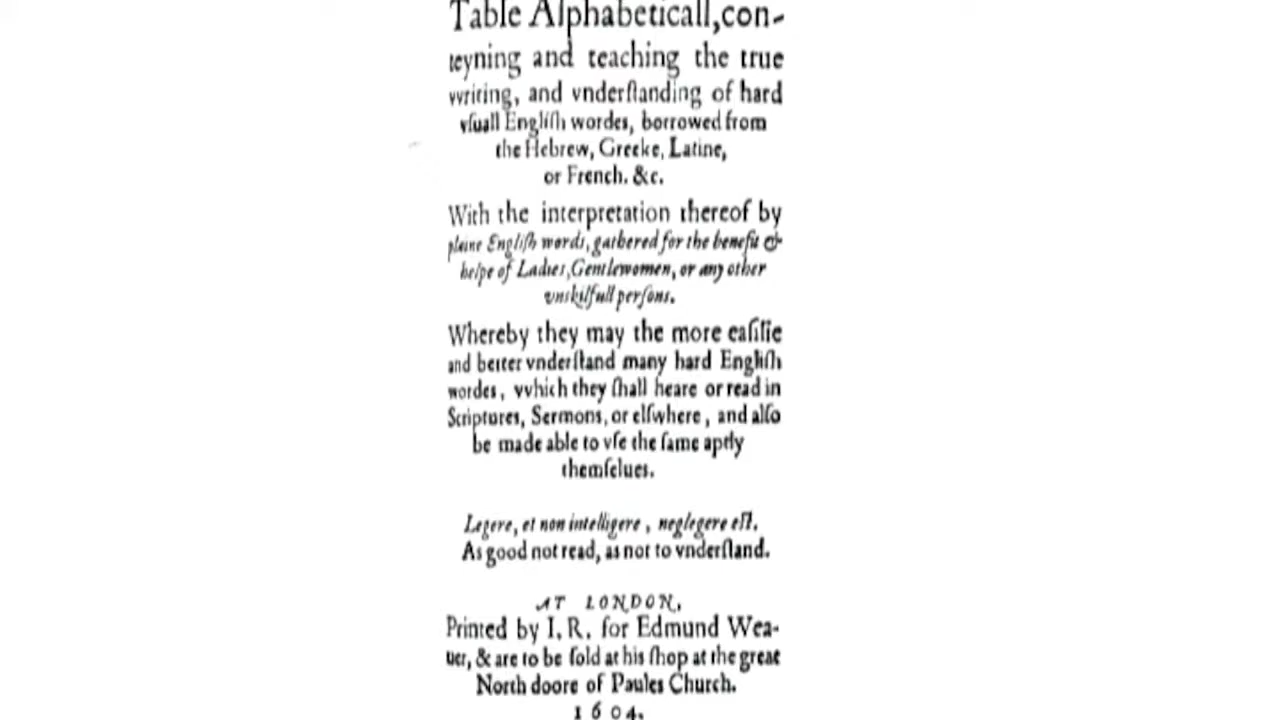 Table Alphabeticall, con-
teyning and teaching the true
vvriting, and vnderſtanding of hard
vſuall Engliſh wordes, borrowed from
the Hebrew, Greeke, Latine,
or French. &c.
With the interpretation thereof by
plaine Engliſh words, gathered for the benefit &
helpe of Ladies, Gentlewomen, or any other
vnskilfull perſons.
Whereby they may the more eaſilie
and better vnderſtand many hard Engliſh
wordes, vvhich they ſhall heare or read in
Scriptures, Sermons, or elſwhere, and alſo
be made able to vſe the ſame aptly
themſelues.
Legere, et non intelligere, neglegere eſt.
As good not read, as not to vnderſtand.
AT LONDON,
Printed by I. R. for Edmund Wea-
uer, & are to be ſold at his ſhop at the great
North doore of Paules Church.
1604.